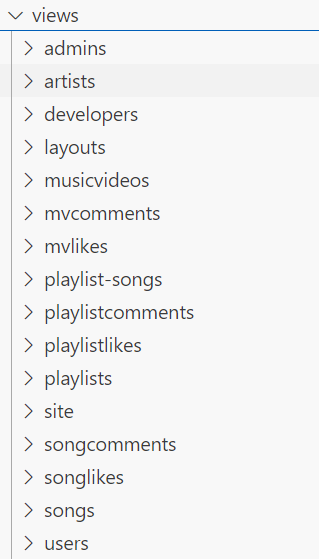 views
admins
artists
developers
layouts
musicvideos
mvcomments
mvlikes
playlist-songs
playlistcomments
playlistlikes
playlists
site
songcomments
songlikes
songs
users